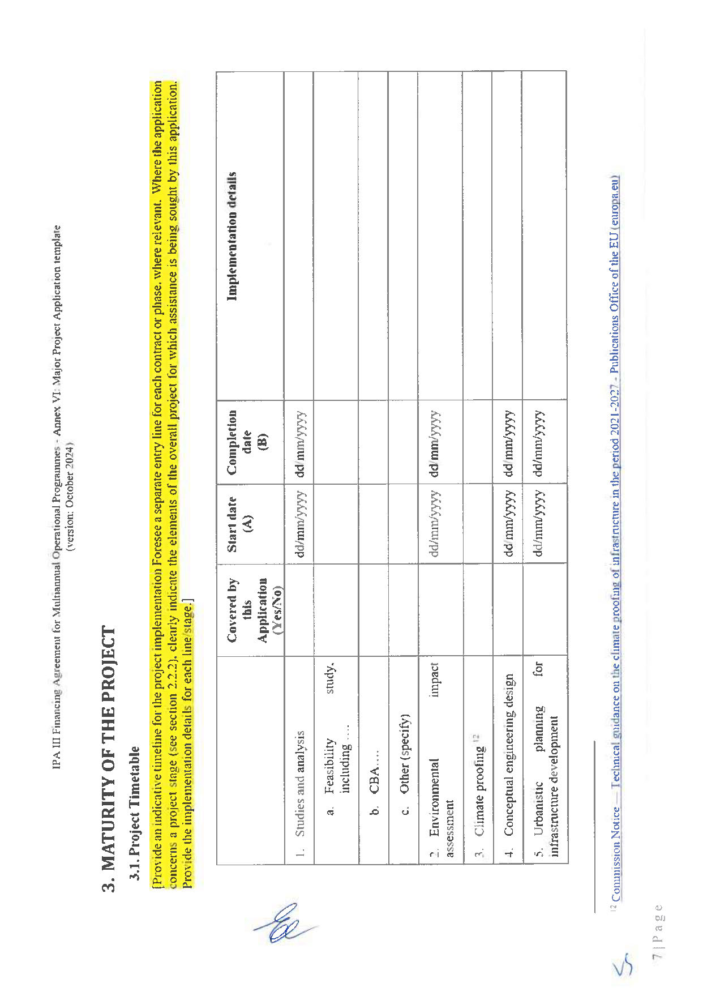 IPA III Financing Agreement for Multiannual Operational Programmes - Annex VI: Major Project Application template
(version: October 2024)
3. MATURITY OF THE PROJECT
3.1. Project Timetable
[Provide an indicative timeline for the project implementation Foresee a separate entry line for each contract or phase, where relevant. Where the application
concerns a project stage (see section 2.2.2), clearly indicate the elements of the overall project for which assistance is being sought by this application.
Provide the implementation details for each line/stage.]
Covered by this Application (Yes/No) Start date (A) Completion date (B) Implementation details
1. Studies and analysis dd/mm/yyyy dd/mm/yyyy
a. Feasibility study,
including ....
b. CBA....
c. Other (specify)
2. Environmental impact dd/mm/yyyy dd/mm/yyyy
assessment
3. Climate proofing 12
4. Conceptual engineering design dd/mm/yyyy dd/mm/yyyy
5. Urbanistic planning for dd/mm/yyyy dd/mm/yyyy
infrastructure development
12 Commission Notice — Technical guidance on the climate proofing of infrastructure in the period 2021-2027 - Publications Office of the EU (europa.eu)
7 | Page